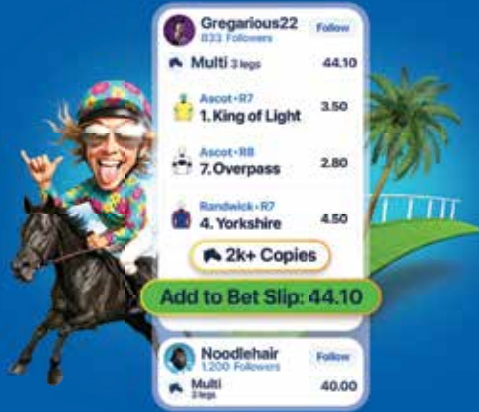 Gregarious22 Follow
833 Followers
Multi 3 legs 44.10
Ascot•R7
1. King of Light 3.50
Ascot•R8
7. Overpass 2.80
Randwick•R7
4. Yorkshire 4.50
2k+ Copies
Add to Bet Slip: 44.10
Noodlehair Follow
1,200 Followers
Multi 40.00
3 legs